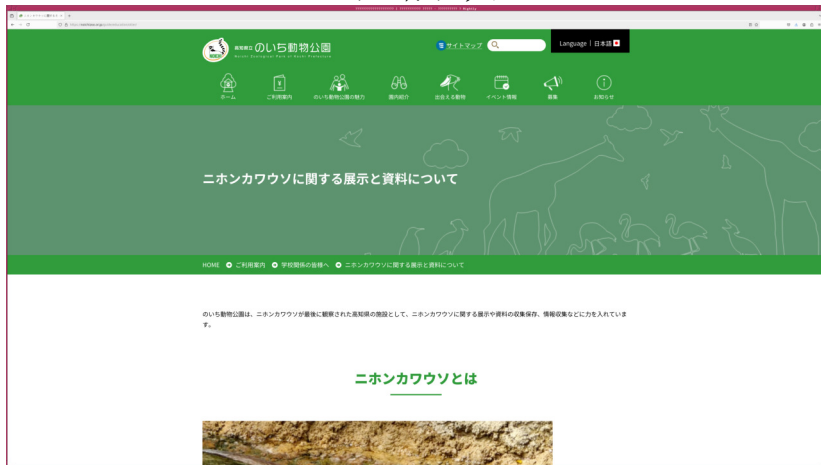 高知県立 のいち動物公園
Noichi Zoological Park of Kochi Prefecture
サイトマップ
Language | 日本語
ホーム
ご利用案内
のいち動物公園の魅力
園内紹介
出会える動物
イベント情報
募集
お知らせ
ニホンカワウソに関する展示と資料について
HOME ご利用案内 学校関係の皆様へ ニホンカワウソに関する展示と資料について
のいち動物公園は、ニホンカワウソが最後に観察された高知県の施設として、ニホンカワウソに関する展示や資料の収集保存、情報収集などに力を入れていま
す。
ニホンカワウソとは